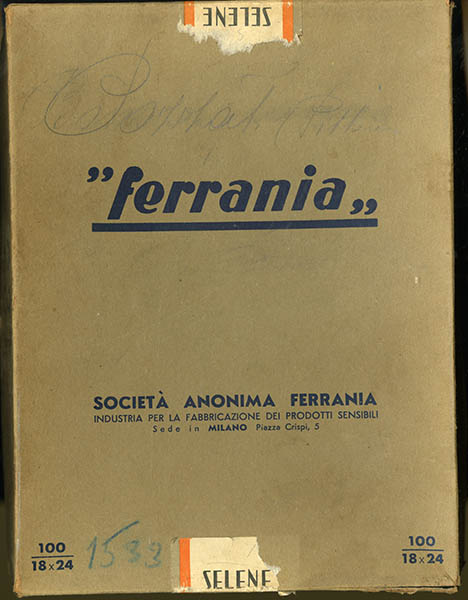 SELENE
"ferrania„
SOCIETÀ ANONIMA FERRANIA
INDUSTRIA PER LA FABBRICAZIONE DEI PRODOTTI SENSIBILI
Sede in MILANO Piazza Crispi, 5
100
18x24
1533
SELENE
100
18x24